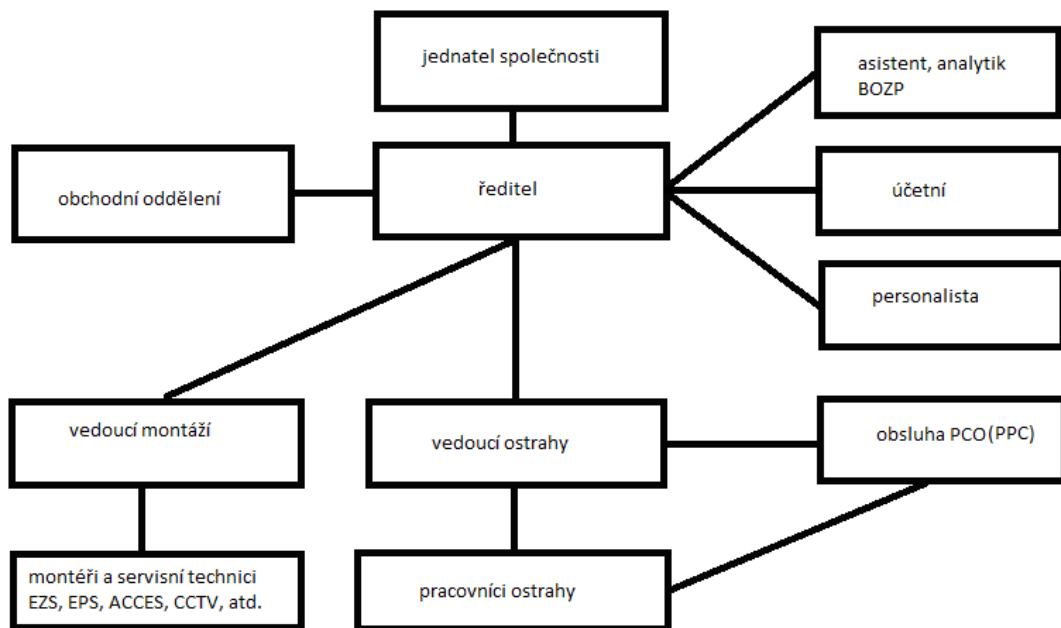 jednatel společnosti
asistent, analytik
BOZP
obchodní oddělení
ředitel
účetní
personalista
vedoucí montáží
vedoucí ostrahy
obsluha PCO(PPC)
montéři a servisní technici
EZS, EPS, ACCES, CCTV, atd.
pracovníci ostrahy